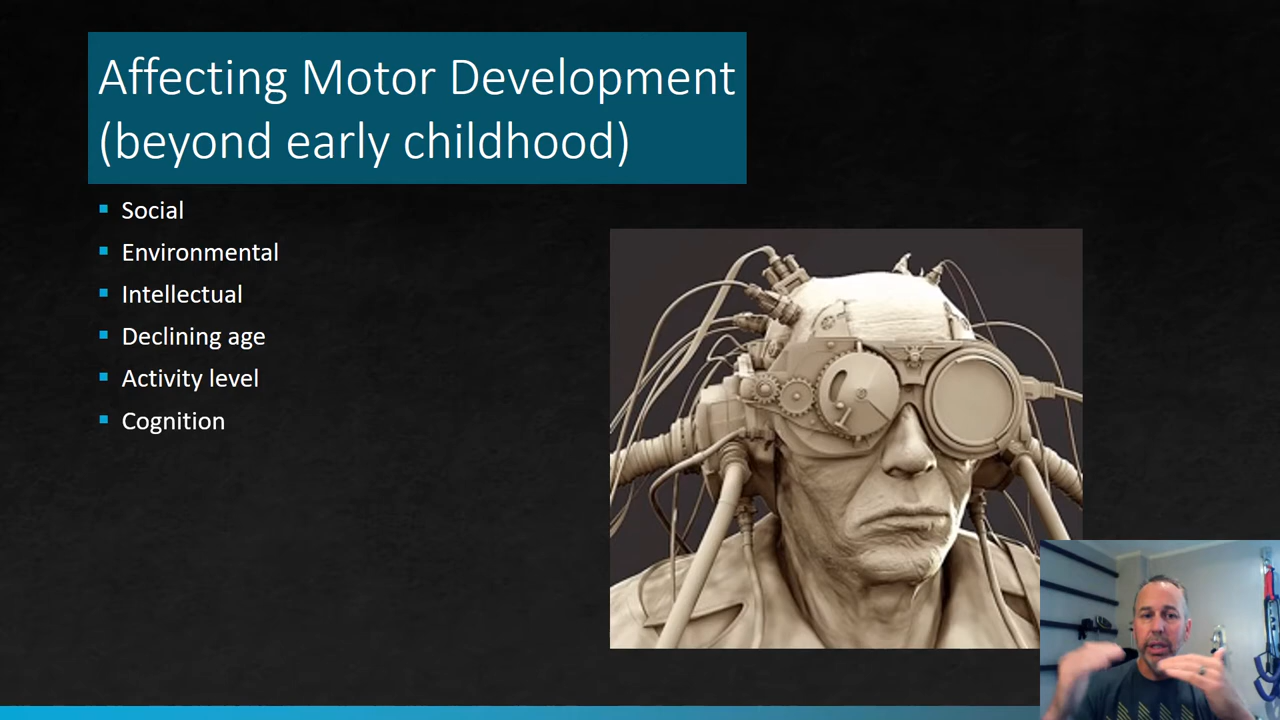 Affecting Motor Development
(beyond early childhood)
Social
Environmental
Intellectual
Declining age
Activity level
Cognition